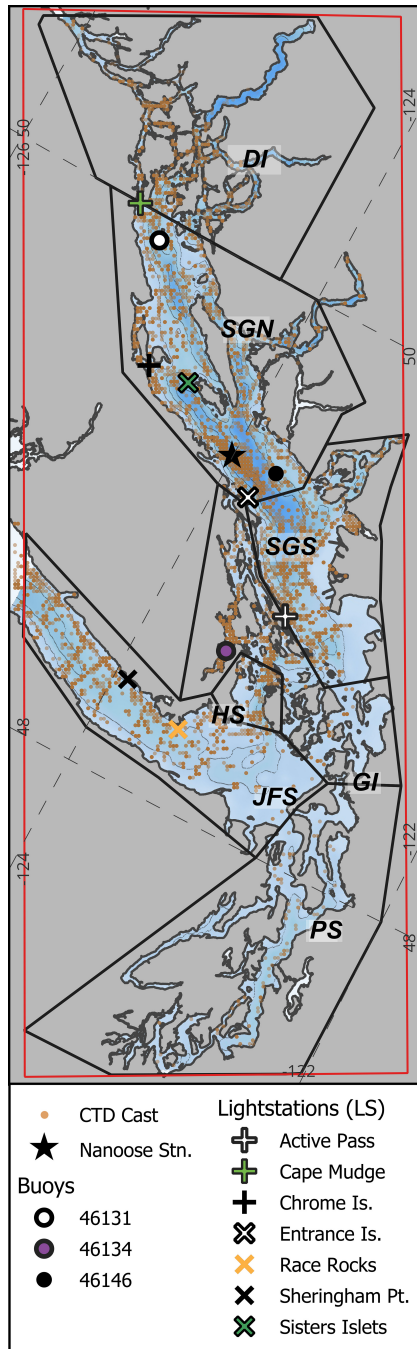 -126 50
-124
DI
SGN
50
SGS
HS
48
GI
JFS
-124
-122
PS
48
-122
CTD Cast
Nanoose Stn.
Buoys
46131
46134
46146
Lightstations (LS)
Active Pass
Cape Mudge
Chrome Is.
Entrance Is.
Race Rocks
Sheringham Pt.
Sisters Islets